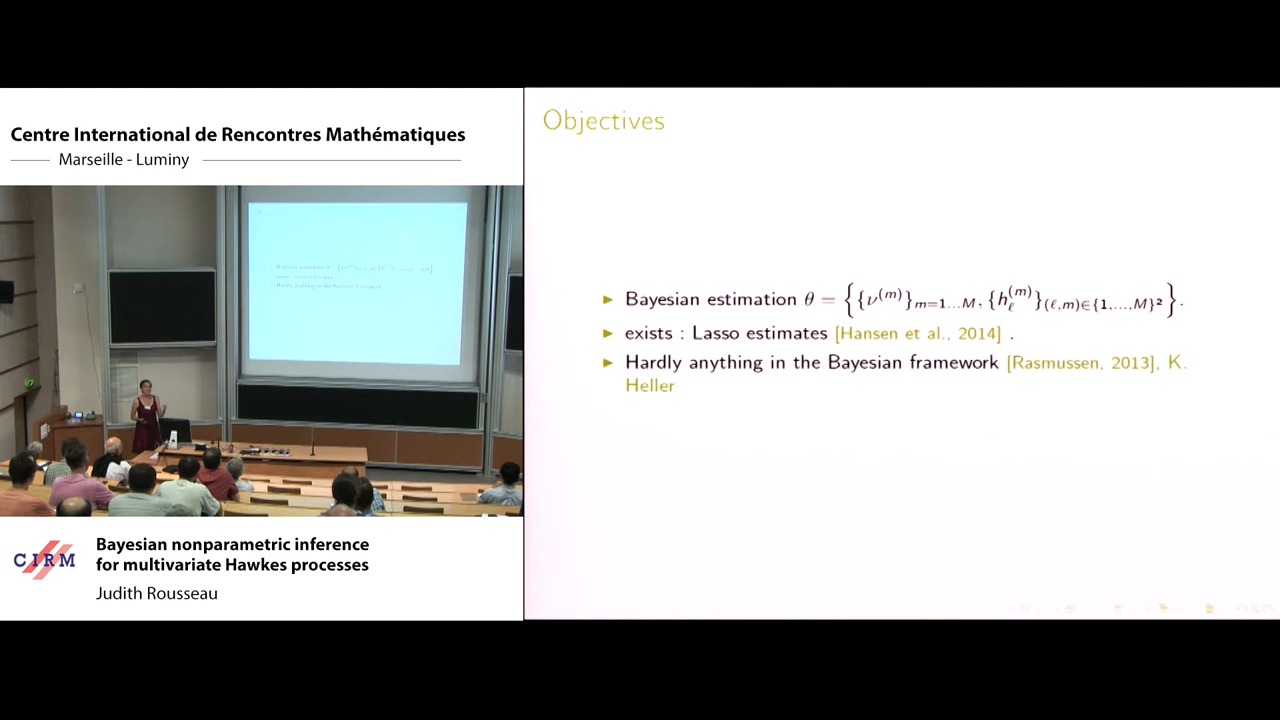 Centre International de Rencontres Mathématiques
Marseille - Luminy
Objectives
▶ Bayesian estimation θ = { {ν^(m)}_{m=1...M}, {h_ℓ^(m)}_{(ℓ,m)∈{1,...,M}²} }.
▶ exists : Lasso estimates [Hansen et al., 2014] .
▶ Hardly anything in the Bayesian framework [Rasmussen, 2013], K.
Heller
CIRM
Bayesian nonparametric inference
for multivariate Hawkes processes
Judith Rousseau